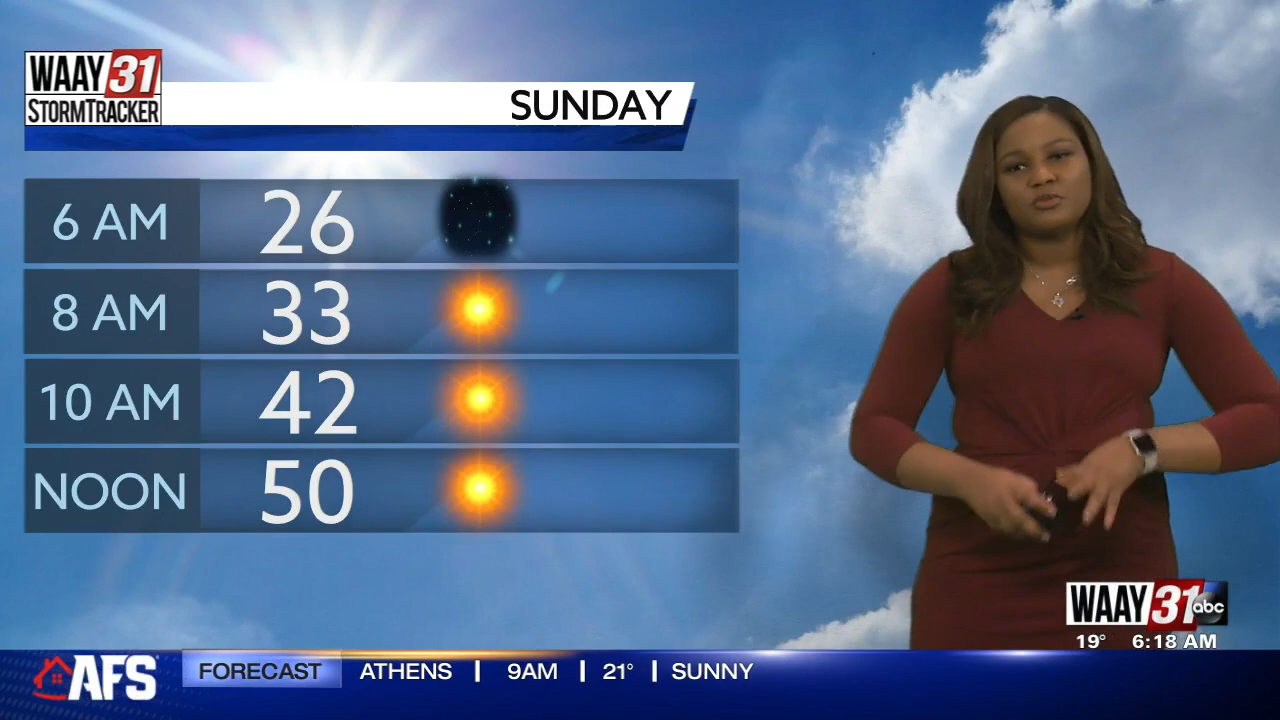 WAAY 31
STORMTRACKER
SUNDAY
6 AM 26
8 AM 33
10 AM 42
NOON 50
WAAY 31 abc
19° 6:18 AM
AFS FORECAST ATHENS | 9AM | 21° | SUNNY